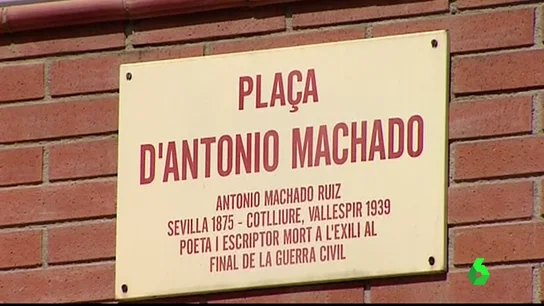 PLAÇA
D'ANTONIO MACHADO
ANTONIO MACHADO RUIZ
SEVILLA 1875 - COTLLIURE, VALLESPIR 1939
POETA I ESCRIPTOR MORT A L'EXILI AL
FINAL DE LA GUERRA CIVIL